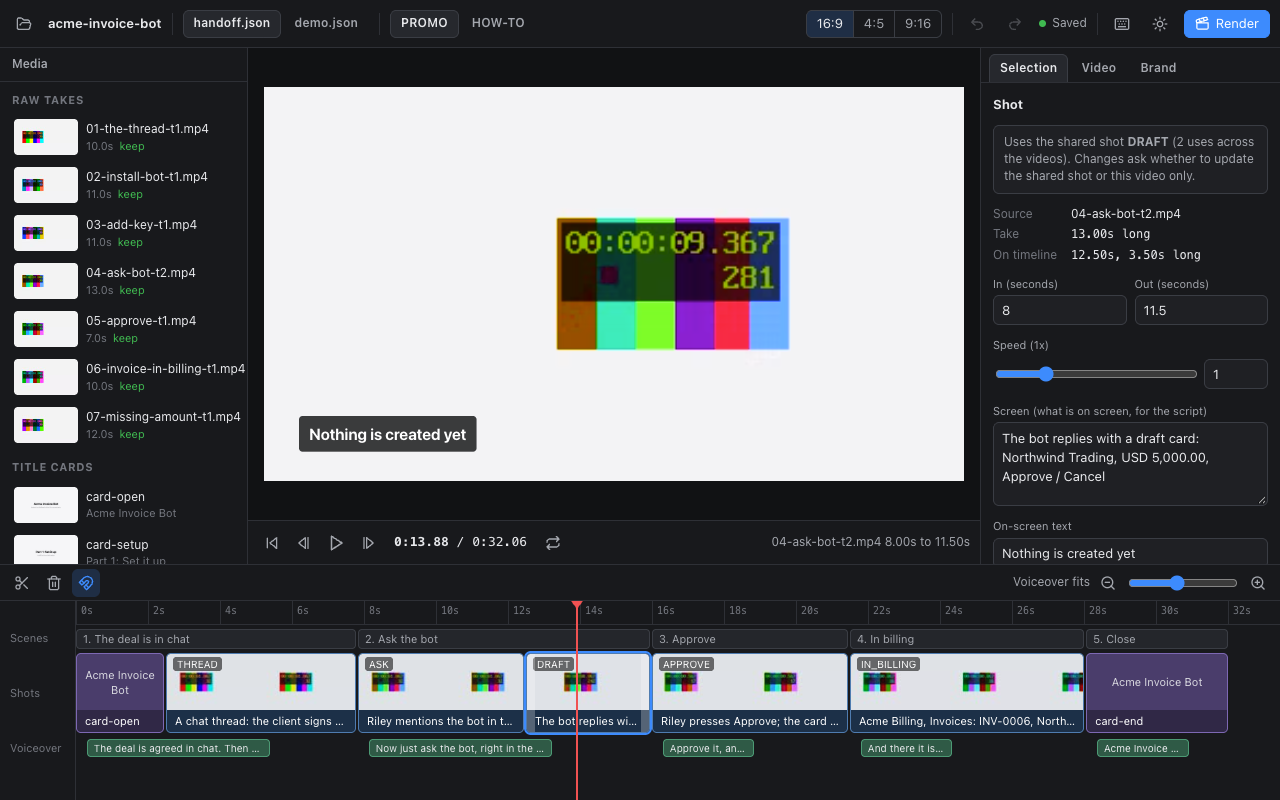 acme-invoice-bot
handoff.json
demo.json
PROMO
HOW-TO
16:9
4:5
9:16
Saved
Render
Media
RAW TAKES
01-the-thread-t1.mp4
10.0s keep
02-install-bot-t1.mp4
11.0s keep
03-add-key-t1.mp4
11.0s keep
04-ask-bot-t2.mp4
13.0s keep
05-approve-t1.mp4
7.0s keep
06-invoice-in-billing-t1.mp4
10.0s keep
07-missing-amount-t1.mp4
12.0s keep
TITLE CARDS
card-open
Acme Invoice Bot
card-setup
Part 1: Set it up
00:00:09.367
281
Nothing is created yet
0:13.88 / 0:32.06
04-ask-bot-t2.mp4 8.00s to 11.50s
Selection
Video
Brand
Shot
Uses the shared shot DRAFT (2 uses across
the videos). Changes ask whether to update
the shared shot or this video only.
Source 04-ask-bot-t2.mp4
Take 13.00s long
On timeline 12.50s, 3.50s long
In (seconds)
Out (seconds)
8
11.5
Speed (1x)
1
Screen (what is on screen, for the script)
The bot replies with a draft card:
Northwind Trading, USD 5,000.00,
Approve / Cancel
On-screen text
Nothing is created yet
Voiceover fits
0s 2s 4s 6s 8s 10s 12s 14s 16s 18s 20s 22s 24s 26s 28s 30s 32s
Scenes
1. The deal is in chat
2. Ask the bot
3. Approve
4. In billing
5. Close
Shots
Acme Invoice
Bot
card-open
THREAD
A chat thread: the client signs ...
ASK
Riley mentions the bot in t...
DRAFT
The bot replies wi...
APPROVE
Riley presses Approve; the card ...
IN_BILLING
Acme Billing, Invoices: INV-0006, North...
Acme Invoice Bot
card-end
Voiceover
The deal is agreed in chat. Then ...
Now just ask the bot, right in the ...
Approve it, an...
And there it is...
Acme Invoice ...